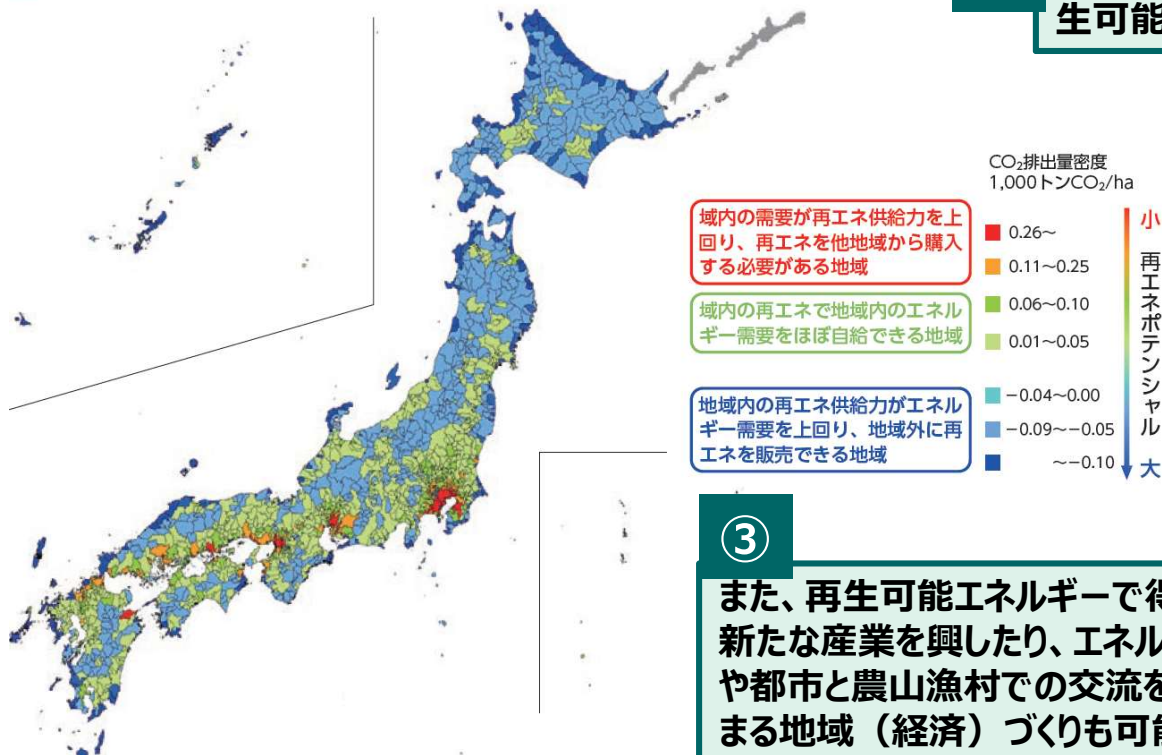 生可能
CO₂排出量密度
1,000トンCO₂/ha
域内の需要が再エネ供給力を上
回り、再エネを他地域から購入
する必要がある地域
域内の再エネで地域内のエネル
ギー需要をほぼ自給できる地域
地域内の再エネ供給力がエネル
ギー需要を上回り、地域外に再
エネを販売できる地域
0.26~
0.11~0.25
0.06~0.10
0.01~0.05
-0.04~0.00
-0.09~-0.05
~-0.10
小
再エネポテンシャル
大
③
また、再生可能エネルギーで
新たな産業を興したり、エネル
や都市と農山漁村での交流を
まる地域（経済）づくりも可能